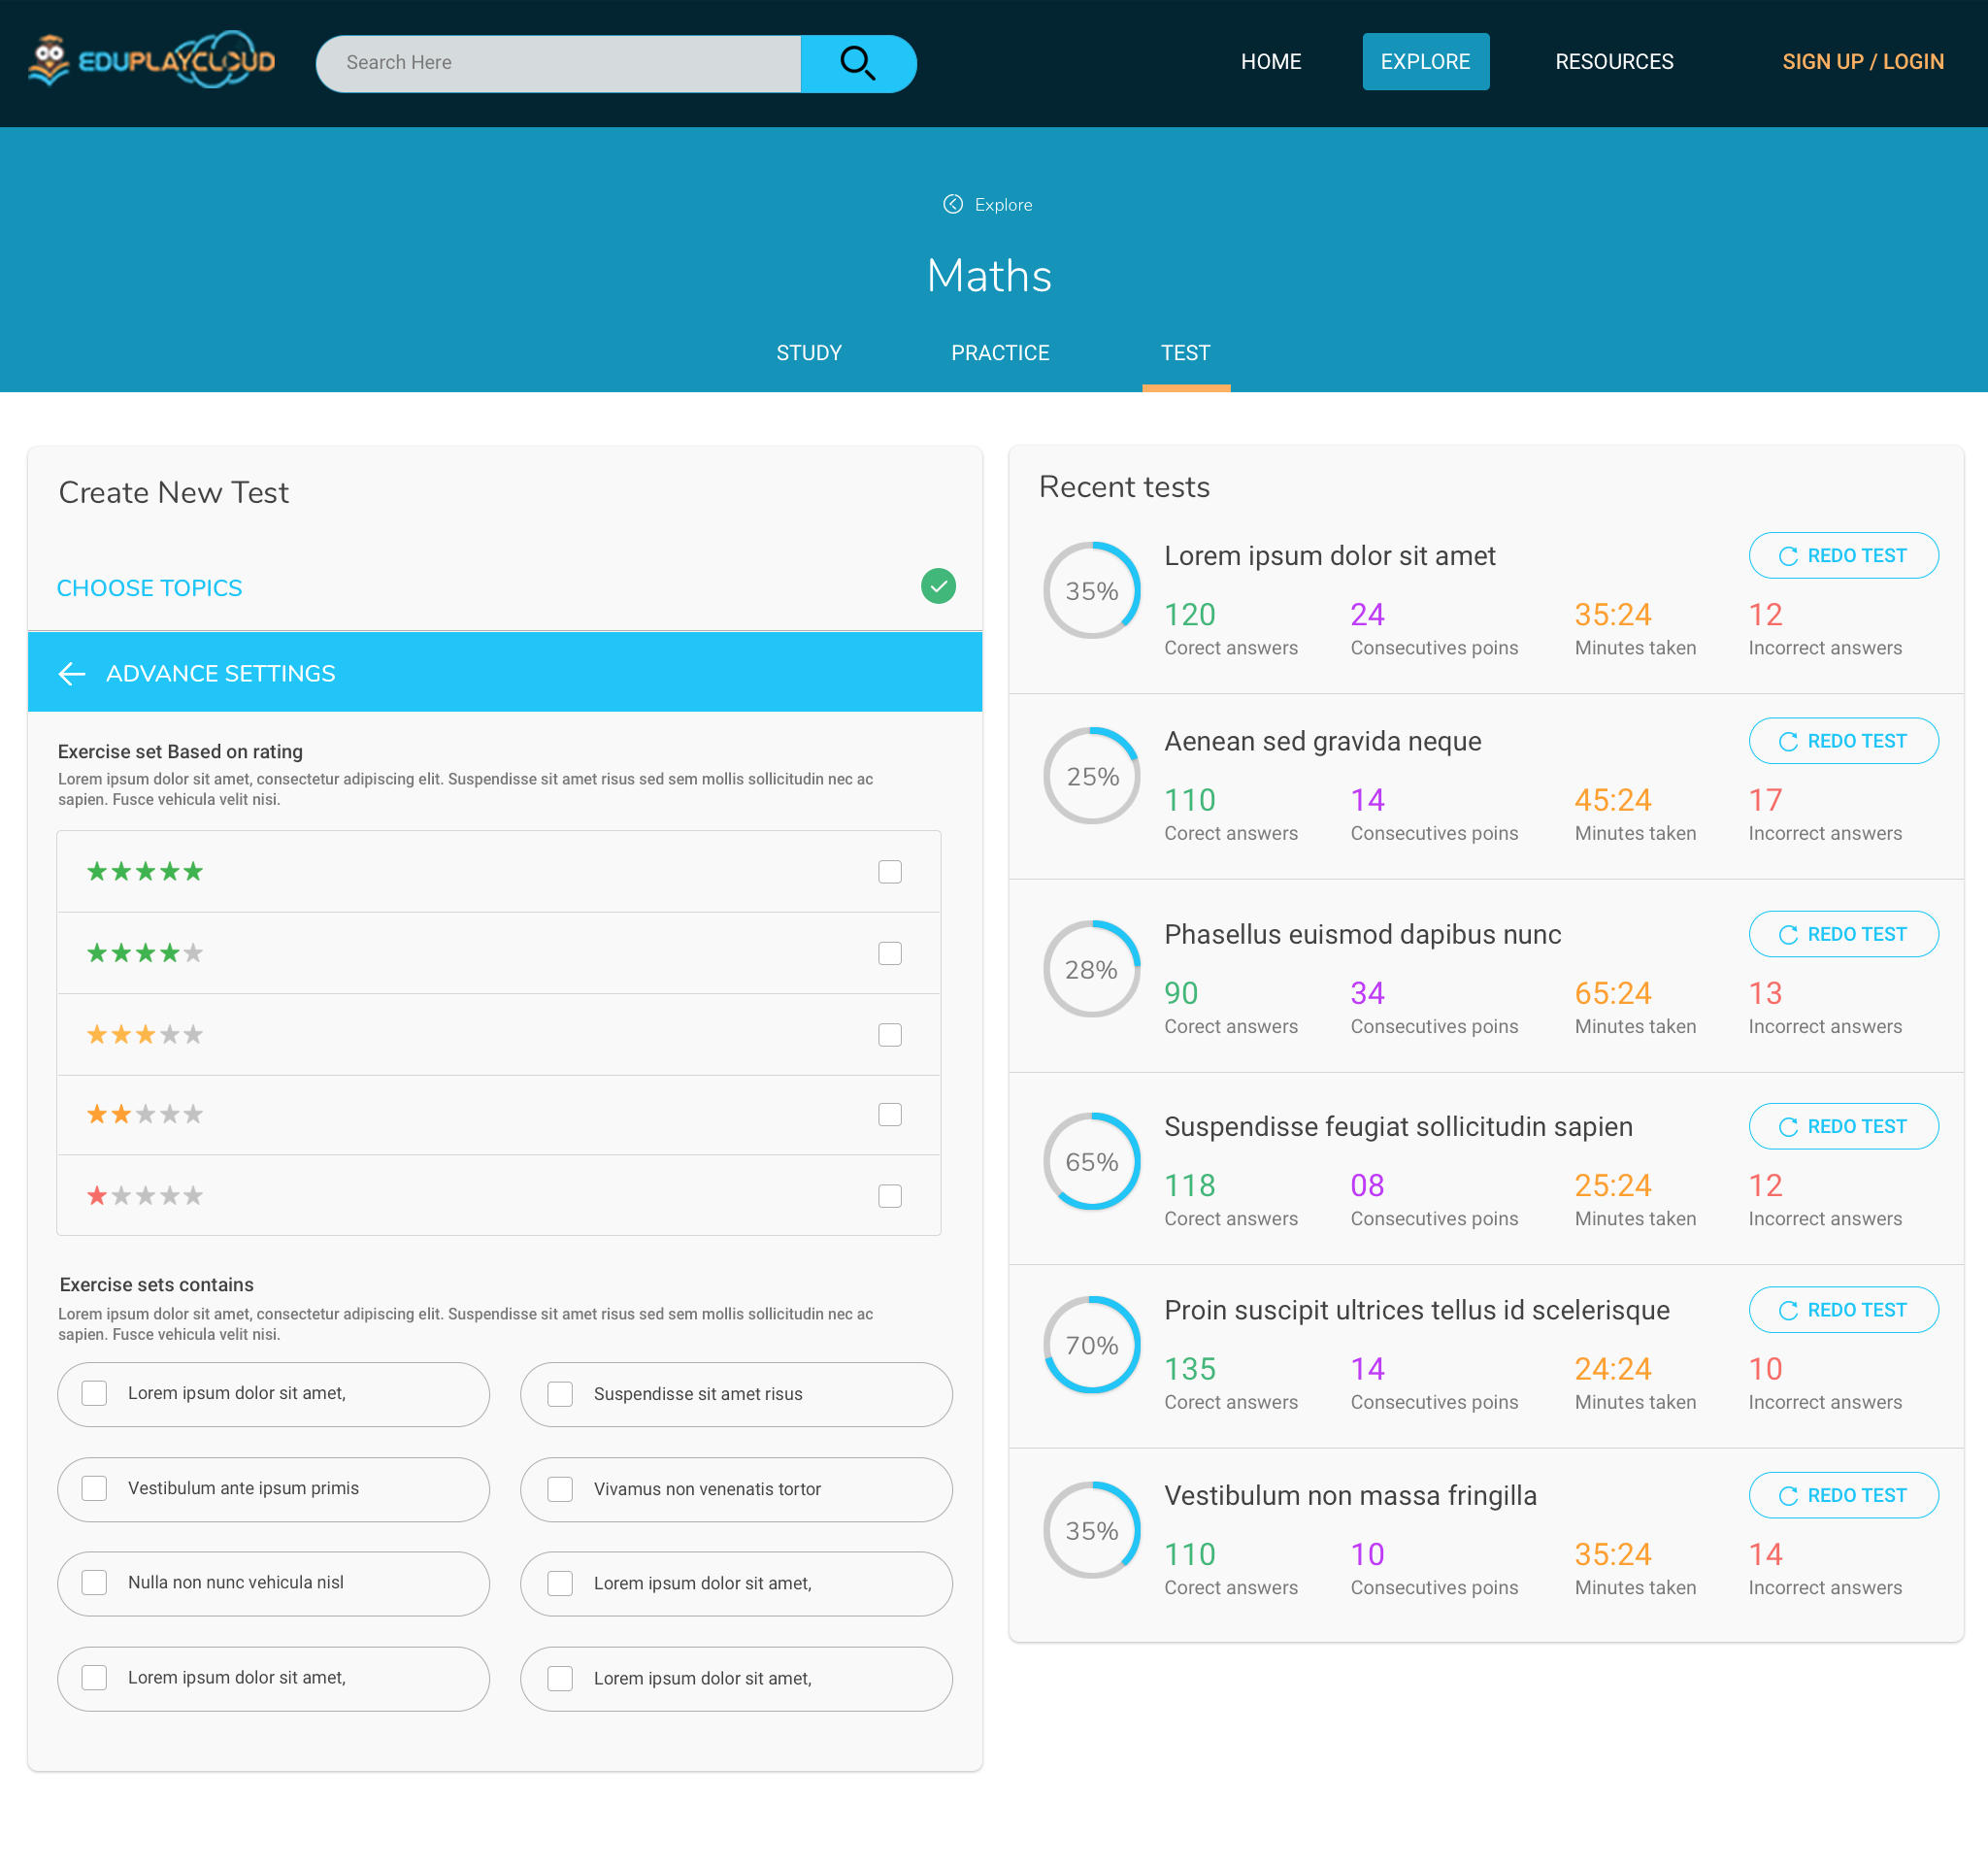 EDUPLAYCLOUD
Search Here
HOME
EXPLORE
RESOURCES
SIGN UP / LOGIN
Explore
Maths
STUDY
PRACTICE
TEST
Create New Test
CHOOSE TOPICS
ADVANCE SETTINGS
Exercise set Based on rating
Lorem ipsum dolor sit amet, consectetur adipiscing elit. Suspendisse sit amet risus sed sem mollis sollicitudin nec ac
sapien. Fusce vehicula velit nisi.
Exercise sets contains
Lorem ipsum dolor sit amet, consectetur adipiscing elit. Suspendisse sit amet risus sed sem mollis sollicitudin nec ac
sapien. Fusce vehicula velit nisi.
Lorem ipsum dolor sit amet,
Suspendisse sit amet risus
Vestibulum ante ipsum primis
Vivamus non venenatis tortor
Nulla non nunc vehicula nisl
Lorem ipsum dolor sit amet,
Lorem ipsum dolor sit amet,
Lorem ipsum dolor sit amet,
Recent tests
35%
Lorem ipsum dolor sit amet
REDO TEST
120
24
35:24
12
Corect answers
Consecutives poins
Minutes taken
Incorrect answers
25%
Aenean sed gravida neque
REDO TEST
110
14
45:24
17
Corect answers
Consecutives poins
Minutes taken
Incorrect answers
28%
Phasellus euismod dapibus nunc
REDO TEST
90
34
65:24
13
Corect answers
Consecutives poins
Minutes taken
Incorrect answers
65%
Suspendisse feugiat sollicitudin sapien
REDO TEST
118
08
25:24
12
Corect answers
Consecutives poins
Minutes taken
Incorrect answers
70%
Proin suscipit ultrices tellus id scelerisque
REDO TEST
135
14
24:24
10
Corect answers
Consecutives poins
Minutes taken
Incorrect answers
35%
Vestibulum non massa fringilla
REDO TEST
110
10
35:24
14
Corect answers
Consecutives poins
Minutes taken
Incorrect answers